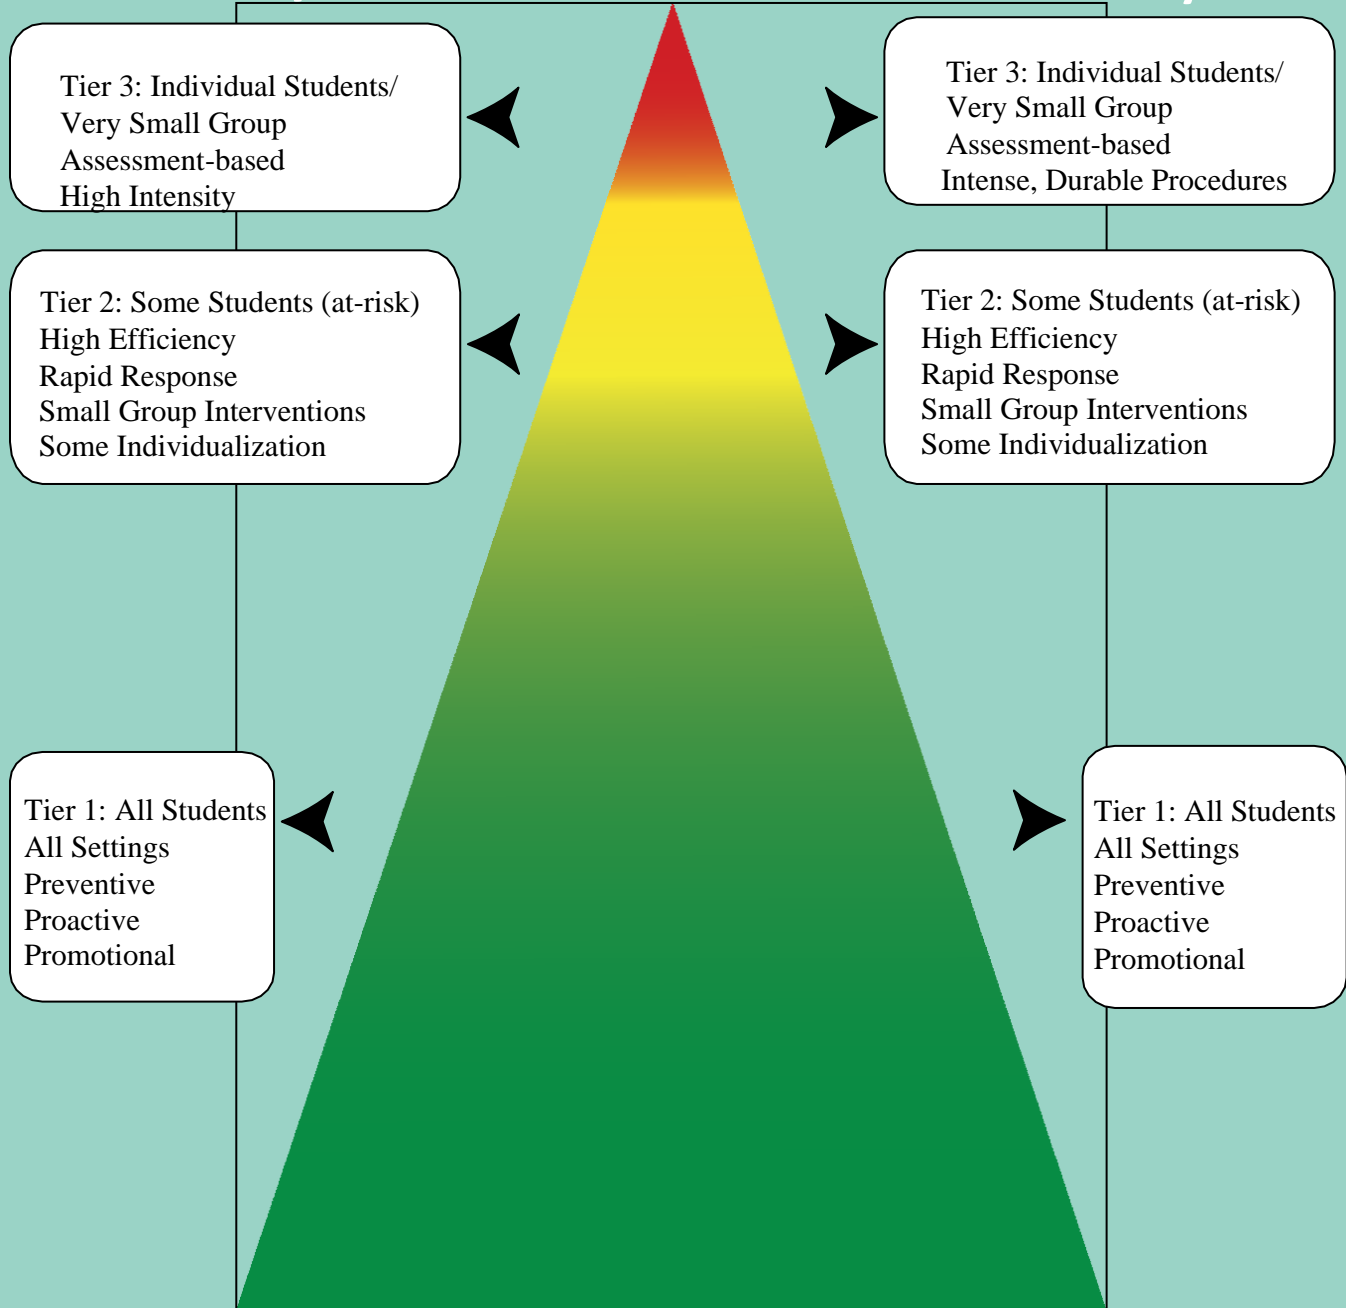 Tier 3: Individual Students/
Very Small Group
Assessment-based
High Intensity
Tier 3: Individual Students/
Very Small Group
Assessment-based
Intense, Durable Procedures
Tier 2: Some Students (at-risk)
High Efficiency
Rapid Response
Small Group Interventions
Some Individualization
Tier 2: Some Students (at-risk)
High Efficiency
Rapid Response
Small Group Interventions
Some Individualization
Tier 1: All Students
All Settings
Preventive
Proactive
Promotional
Tier 1: All Students
All Settings
Preventive
Proactive
Promotional